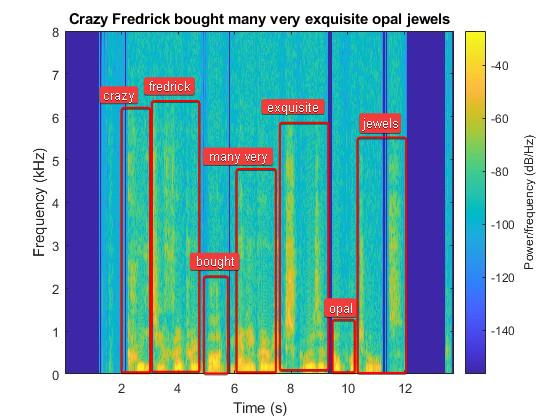 Crazy Fredrick bought many very exquisite opal jewels
8
7
6
5
4
3
2
1
0
Frequency (kHz)
crazy
fredrick
bought
many very
exquisite
opal
jewels
2 4 6 8 10 12
Time (s)
-40
-60
-80
-100
-120
-140
Power/frequency (dB/Hz)